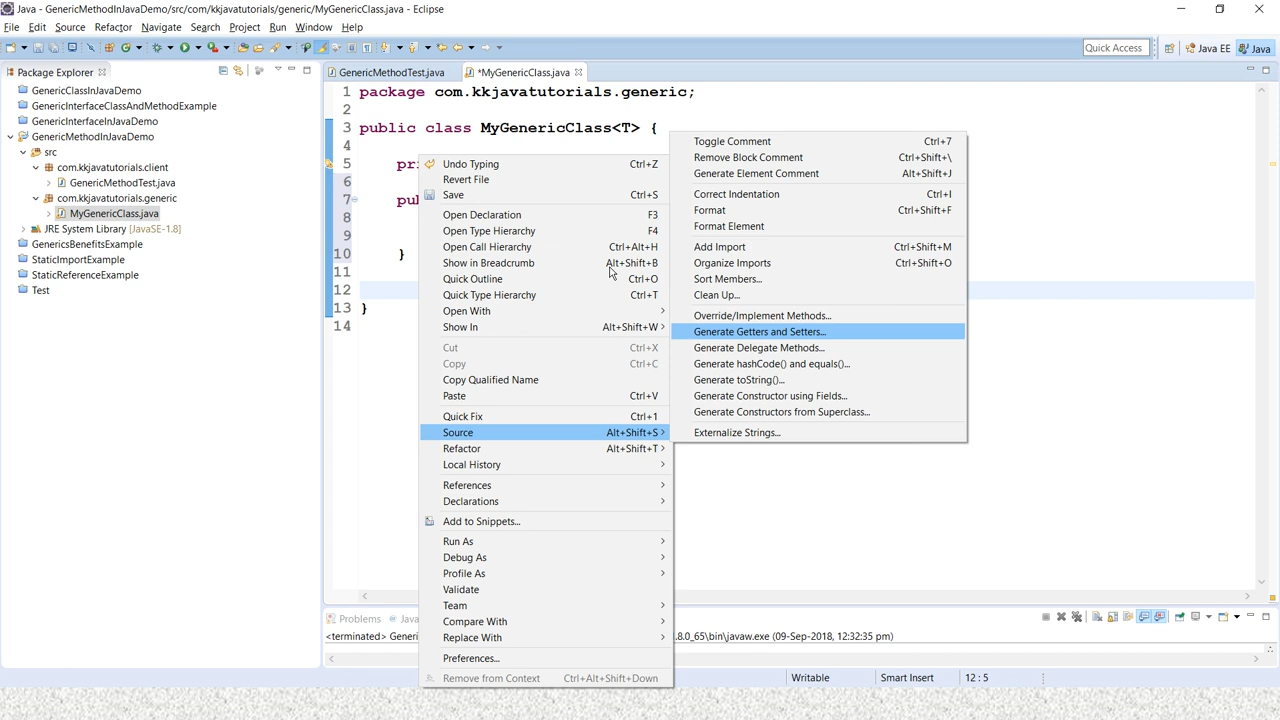 Java - GenericMethodInJavaDemo/src/com/kkjavatutorials/generic/MyGenericClass.java - Eclipse
File Edit Source Refactor Navigate Search Project Run Window Help
Quick Access
Java EE
Java
Package Explorer
GenericClassInJavaDemo
GenericInterfaceClassAndMethodExample
GenericInterfaceInJavaDemo
GenericMethodInJavaDemo
src
com.kkjavatutorials.client
GenericMethodTest.java
com.kkjavatutorials.generic
MyGenericClass.java
JRE System Library [JavaSE-1.8]
GenericsBenefitsExample
StaticImportExample
StaticReferenceExample
Test
GenericMethodTest.java
*MyGenericClass.java
1 package com.kkjavatutorials.generic;
2
3 public class MyGenericClass<T> {
4
5 pri
6
7 pul
8
9
10 }
11
12
13 }
14
Undo Typing Ctrl+Z
Revert File
Save Ctrl+S
Open Declaration F3
Open Type Hierarchy F4
Open Call Hierarchy Ctrl+Alt+H
Show in Breadcrumb Alt+Shift+B
Quick Outline Ctrl+O
Quick Type Hierarchy Ctrl+T
Open With
Show In Alt+Shift+W
Cut Ctrl+X
Copy Ctrl+C
Copy Qualified Name
Paste Ctrl+V
Quick Fix Ctrl+1
Source Alt+Shift+S
Refactor Alt+Shift+T
Local History
References
Declarations
Add to Snippets...
Run As
Debug As
Profile As
Validate
Team
Compare With
Replace With
Preferences...
Remove from Context Ctrl+Alt+Shift+Down
Toggle Comment Ctrl+7
Remove Block Comment Ctrl+Shift+\
Generate Element Comment Alt+Shift+J
Correct Indentation Ctrl+I
Format Ctrl+Shift+F
Format Element
Add Import Ctrl+Shift+M
Organize Imports Ctrl+Shift+O
Sort Members...
Clean Up...
Override/Implement Methods...
Generate Getters and Setters...
Generate Delegate Methods...
Generate hashCode() and equals()...
Generate toString()...
Generate Constructor using Fields...
Generate Constructors from Superclass...
Externalize Strings...
Problems @ Java
<terminated> Generi .8.0_65\bin\javaw.exe (09-Sep-2018, 12:32:35 pm)
Writable
Smart Insert
12 : 5